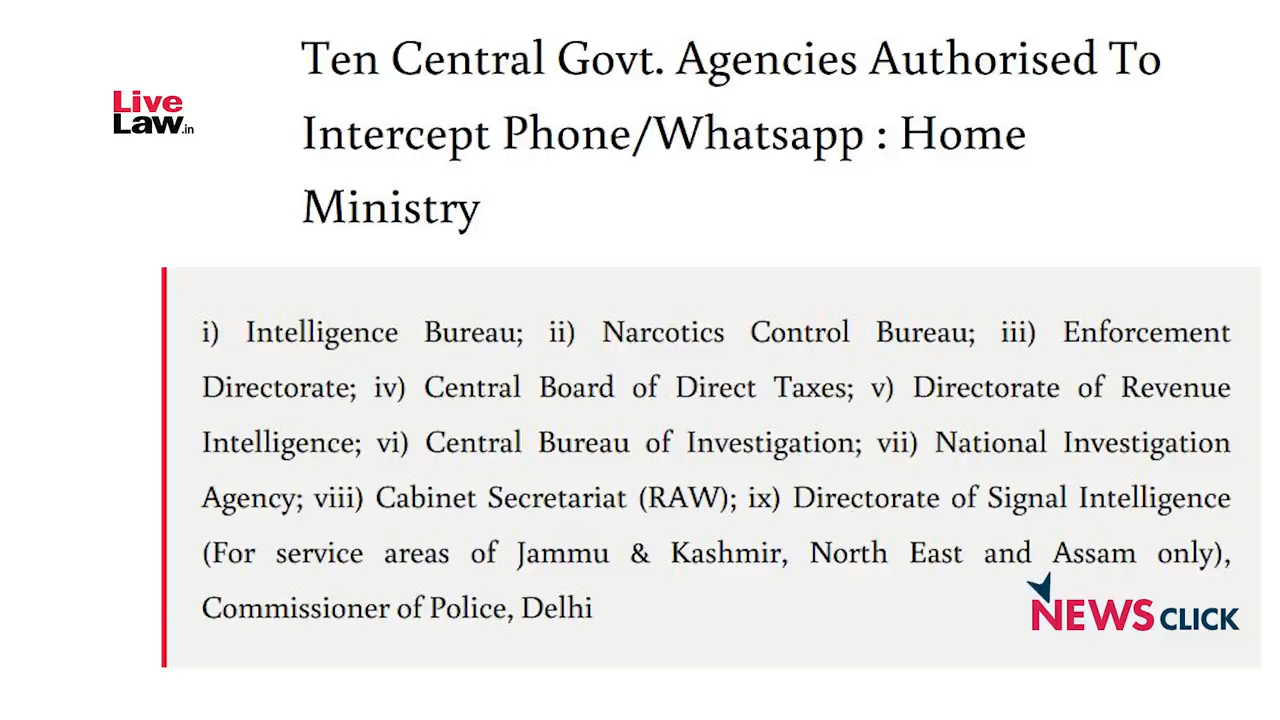 Ten Central Govt. Agencies Authorised To
Live
Law.in
Intercept Phone/Whatsapp : Home
Ministry
i) Intelligence Bureau; ii) Narcotics Control Bureau; iii) Enforcement
Directorate; iv) Central Board of Direct Taxes; v) Directorate of Revenue
Intelligence; vi) Central Bureau of Investigation; vii) National Investigation
Agency; viii) Cabinet Secretariat (RAW); ix) Directorate of Signal Intelligence
(For service areas of Jammu & Kashmir, North East and Assam only),
Commissioner of Police, Delhi
NEWSCLICK